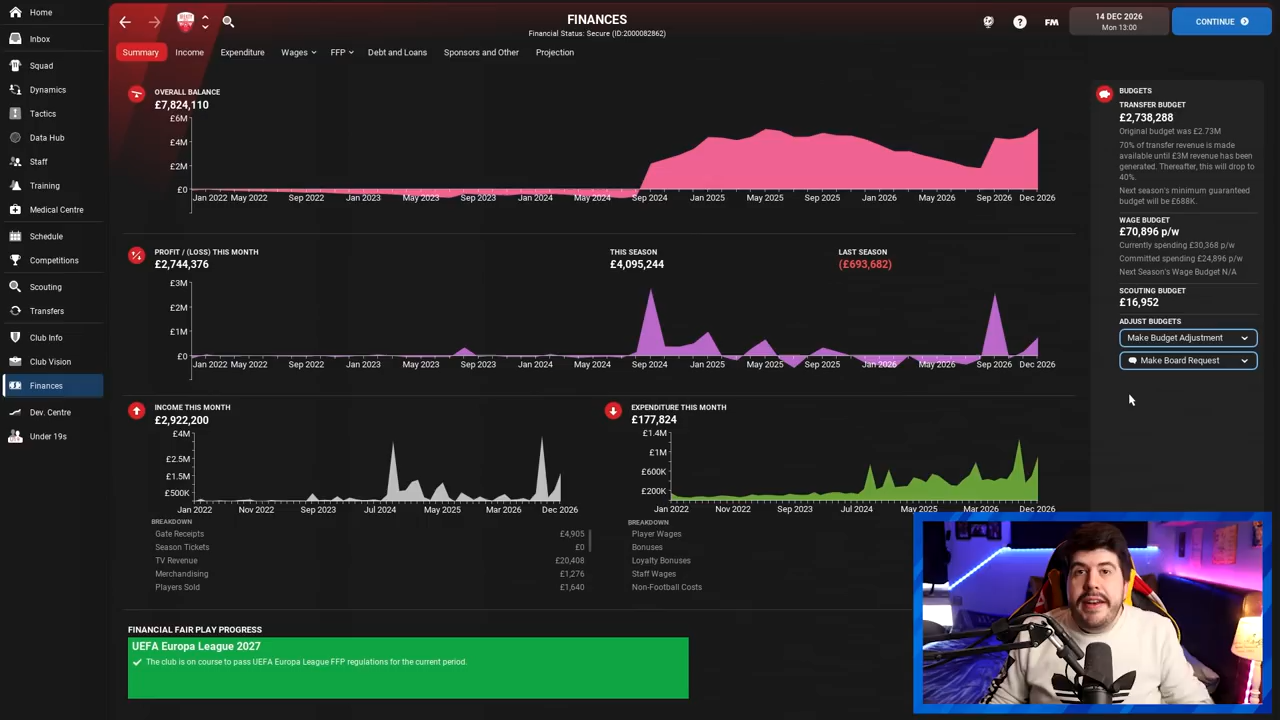 Home
Inbox
Squad
Dynamics
Tactics
Data Hub
Staff
Training
Medical Centre
Schedule
Competitions
Scouting
Transfers
Club Info
Club Vision
Finances
Dev. Centre
Under 19s
FINANCES
Financial Status: Secure (ID:2000082862)
?
FM
14 DEC 2026
Mon 13:00
CONTINUE
Summary
Income
Expenditure
Wages
FFP
Debt and Loans
Sponsors and Other
Projection
OVERALL BALANCE
£7,824,110
£6M
£4M
£2M
£0
Jan 2022 May 2022 Sep 2022 Jan 2023 May 2023 Sep 2023 Jan 2024 May 2024 Sep 2024 Jan 2025 May 2025 Sep 2025 Jan 2026 May 2026 Sep 2026 Dec 2026
PROFIT / (LOSS) THIS MONTH
£2,744,376
THIS SEASON
£4,095,244
LAST SEASON
(£693,682)
£3M
£2M
£1M
£0
Jan 2022 May 2022 Sep 2022 Jan 2023 May 2023 Sep 2023 Jan 2024 May 2024 Sep 2024 Jan 2025 May 2025 Sep 2025 Jan 2026 May 2026 Sep 2026 Dec 2026
INCOME THIS MONTH
£2,922,200
£4M
£2.5M
£1.5M
£500K
Jan 2022 Nov 2022 Sep 2023 Jul 2024 May 2025 Mar 2026 Dec 2026
BREAKDOWN
Gate Receipts £4,905
Season Tickets £0
TV Revenue £20,408
Merchandising £1,276
Players Sold £1,640
EXPENDITURE THIS MONTH
£177,824
£1.4M
£1M
£600K
£200K
Jan 2022 Nov 2022 Sep 2023 Jul 2024 May 2025 Mar 2026 Dec 2026
BREAKDOWN
Player Wages
Bonuses
Loyalty Bonuses
Staff Wages
Non-Football Costs
FINANCIAL FAIR PLAY PROGRESS
UEFA Europa League 2027
The club is on course to pass UEFA Europa League FFP regulations for the current period.
BUDGETS
TRANSFER BUDGET
£2,738,288
Original budget was £2.73M
70% of transfer revenue is made
available until £3M revenue has been
generated. Thereafter, this will drop to
40%.
Next season's minimum guaranteed
budget will be £688K.
WAGE BUDGET
£70,896 p/w
Currently spending £30,368 p/w
Committed spending £24,896 p/w
Next Season's Wage Budget N/A
SCOUTING BUDGET
£16,952
ADJUST BUDGETS
Make Budget Adjustment
Make Board Request